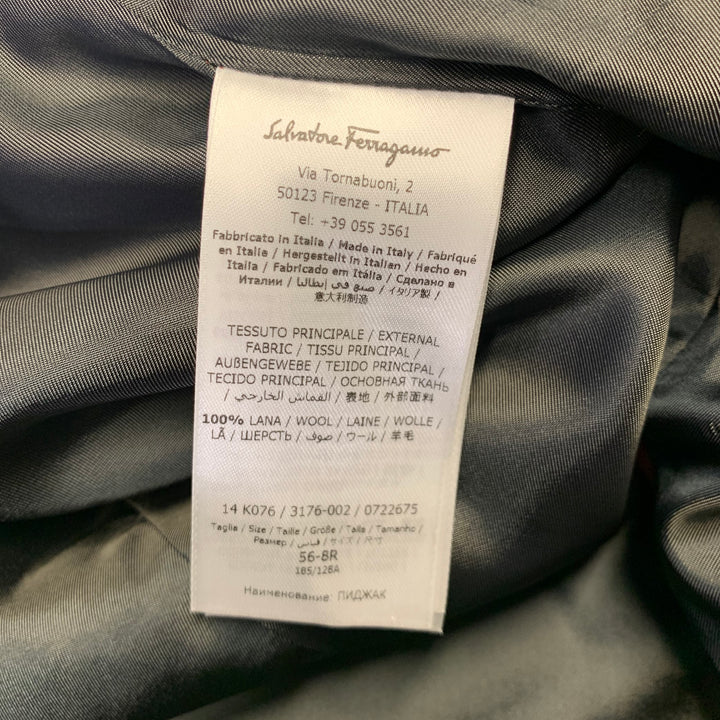 Salvatore Ferragamo
Via Tornabuoni, 2
50123 Firenze - ITALIA
Tel: +39 055 3561
Fabbricato in Italia / Made in Italy / Fabriqué
en Italie / Hergestellt in Italien / Hecho en
Italia / Fabricado em Itália / Сделано в
Италии / صنع في إيطاليا / イタリア製 /
意大利制造
TESSUTO PRINCIPALE / EXTERNAL
FABRIC / TISSU PRINCIPAL /
AUßENGEWEBE / TEJIDO PRINCIPAL /
TECIDO PRINCIPAL / ОСНОВНАЯ ТКАНЬ
/ القماش الخارجي / 表地 / 外部面料
100% LANA / WOOL / LAINE / WOLLE /
LÃ / ШЕРСТЬ / صوف / ウール / 羊毛
14 K076 / 3176-002 / 0722675
Taglia / Size / Taille / Größe / Talla / Tamanho /
Размер / قياس / サイズ / 尺寸
56-8R
185/128A
Наименование: ПИДЖАК